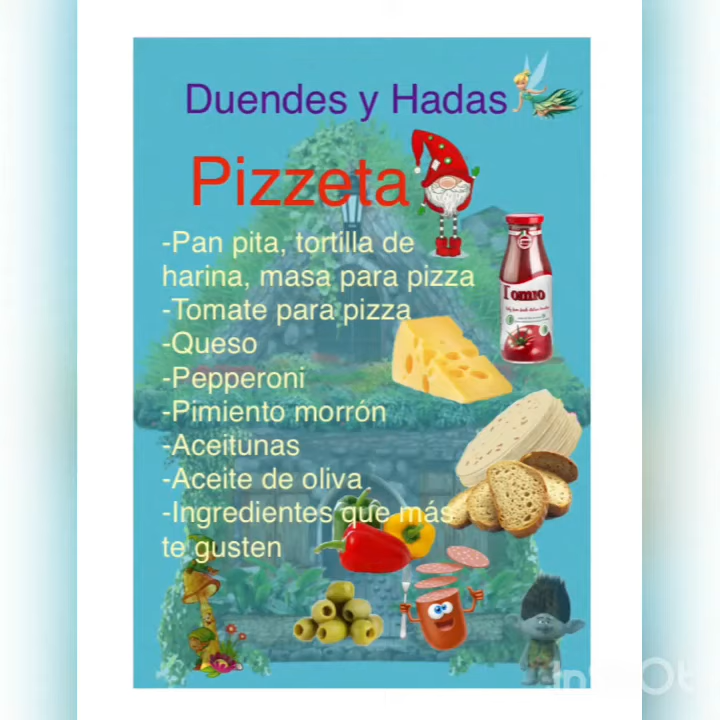 Duendes y Hadas
Pizzeta
-Pan pita, tortilla de
harina, masa para pizza
-Tomate para pizza
-Queso
-Pepperoni
-Pimiento morrón
-Aceitunas
-Aceite de oliva
-Ingredientes que más
te gusten